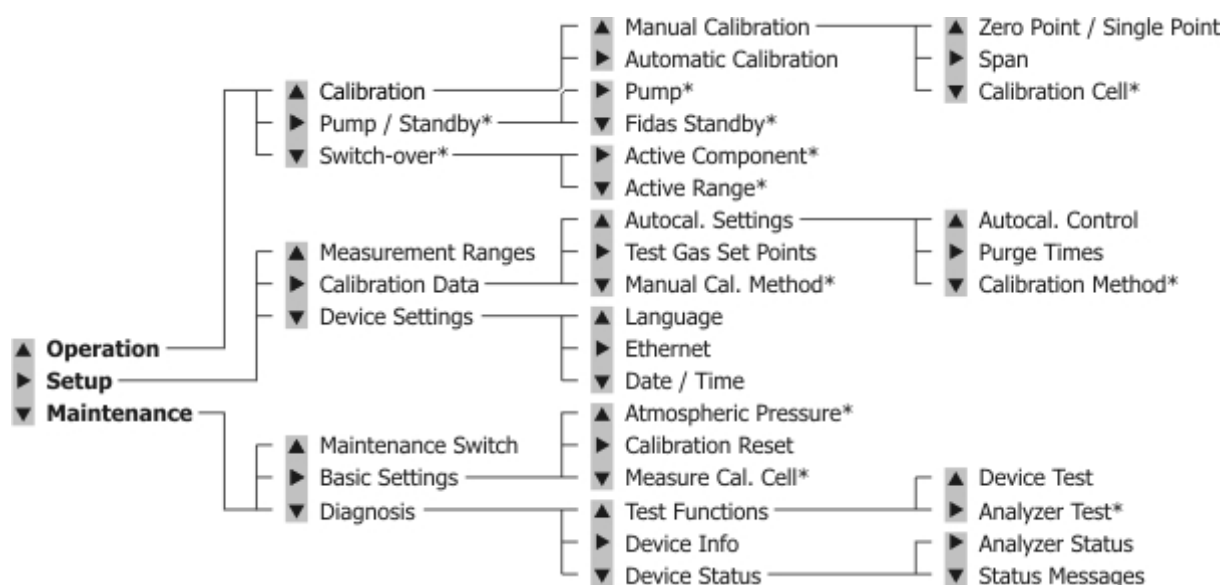 ▲ Manual Calibration ▲ Zero Point / Single Point
▶ Automatic Calibration ▶ Span
▲ Calibration ▶ Pump* ▼ Calibration Cell*
▶ Pump / Standby* ▼ Fidas Standby*
▼ Switch-over* ▶ Active Component*
▼ Active Range*
▲ Autocal. Settings ▲ Autocal. Control
▲ Measurement Ranges ▶ Test Gas Set Points ▶ Purge Times
▶ Calibration Data ▼ Manual Cal. Method* ▼ Calibration Method*
▼ Device Settings ▲ Language
▲ Operation ▶ Ethernet
▶ Setup ▼ Date / Time
▼ Maintenance ▲ Atmospheric Pressure*
▲ Maintenance Switch ▶ Calibration Reset
▶ Basic Settings ▼ Measure Cal. Cell* ▲ Device Test
▼ Diagnosis ▲ Test Functions ▶ Analyzer Test*
▶ Device Info ▶ Analyzer Status
▼ Device Status ▼ Status Messages